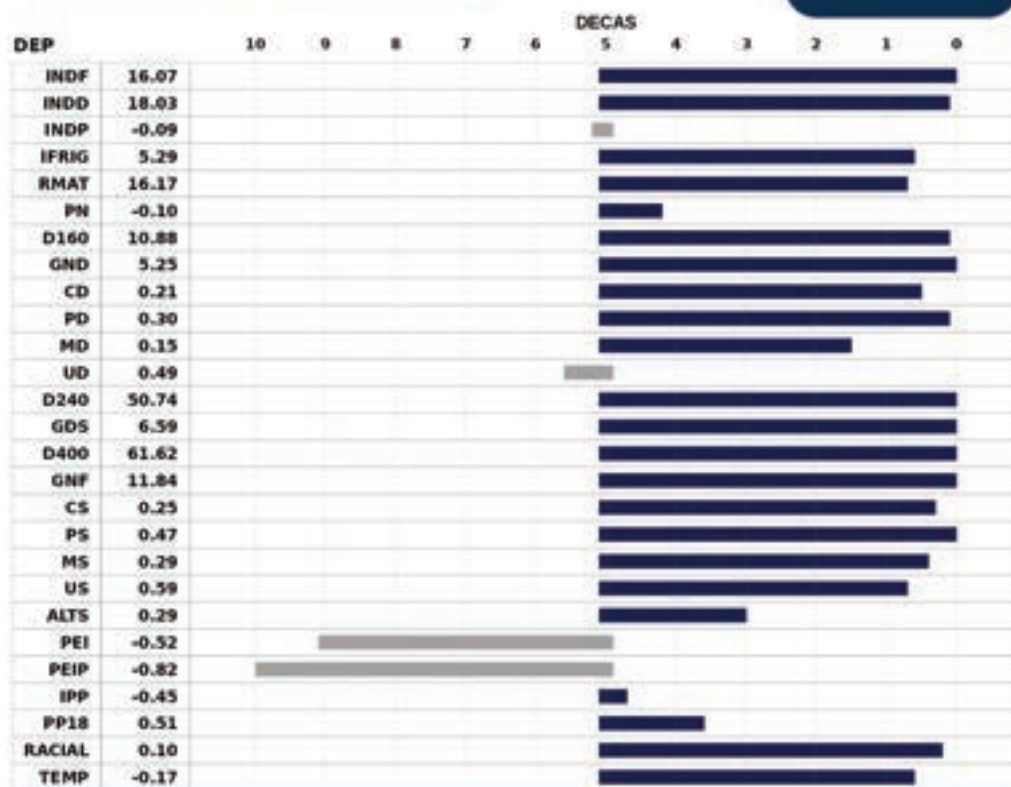 DECAS
DEP 10 9 8 7 6 5 4 3 2 1 0
INDF 16.07
INDD 18.03
INDP -0.09
IFRIG 5.29
RMAT 16.17
PN -0.10
D160 10.88
GND 5.25
CD 0.21
PD 0.30
MD 0.15
UD 0.49
D240 50.74
GDS 6.59
D400 61.62
GNF 11.84
CS 0.25
PS 0.47
MS 0.29
US 0.59
ALTS 0.29
PEI -0.52
PEIP -0.82
IPP -0.45
PP18 0.51
RACIAL 0.10
TEMP -0.17